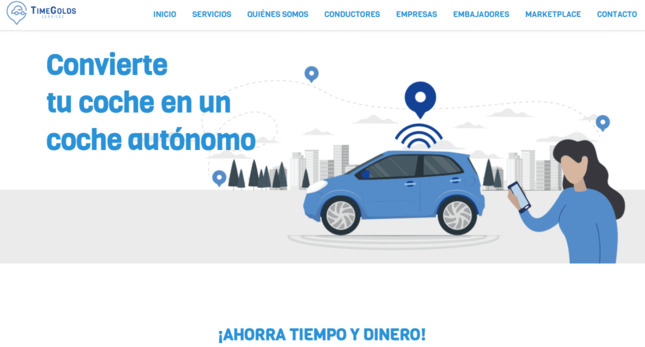 TimeGolds
SERVICES
INICIO SERVICIOS QUIÉNES SOMOS CONDUCTORES EMPRESAS EMBAJADORES MARKETPLACE CONTACTO
Convierte
tu coche en un
coche autónomo
¡AHORRA TIEMPO Y DINERO!